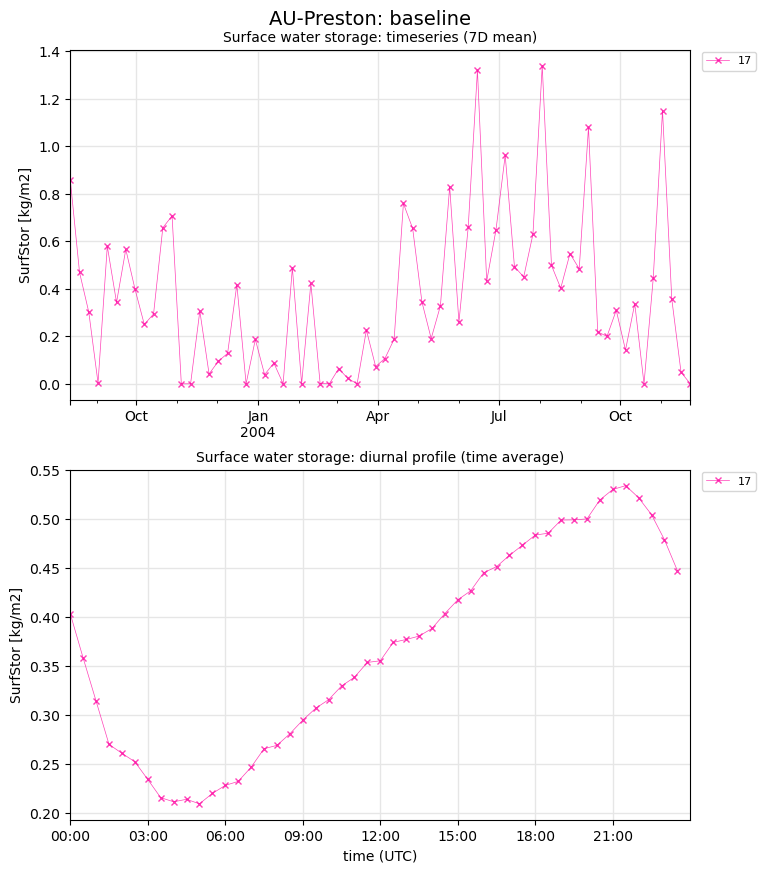 AU-Preston: baseline
Surface water storage: timeseries (7D mean)
SurfStor [kg/m2]
1.4
1.2
1.0
0.8
0.6
0.4
0.2
0.0
Oct
Jan
2004
Apr
Jul
Oct
17
Surface water storage: diurnal profile (time average)
SurfStor [kg/m2]
0.55
0.50
0.45
0.40
0.35
0.30
0.25
0.20
00:00
03:00
06:00
09:00
12:00
15:00
18:00
21:00
time (UTC)
17